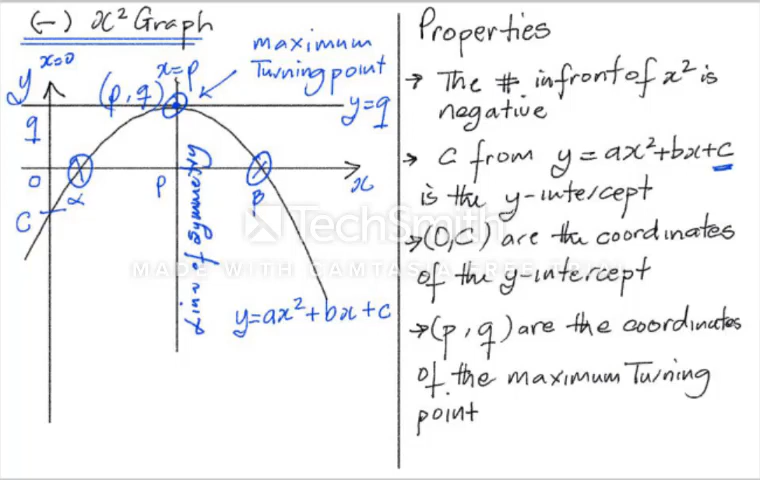 (-) x² Graph
x=0
y
maximum
Turning point
x=p
(p, q)
y=q
q
0
α
P
β
x
C
Line of symmetry
y=ax²+bx+c
TechSmith
MADE WITH CAMTASIA FREE TRIAL
Properties
→ The # infront of x² is
negative
→ C from y = ax²+bx+c
is the y-intercept
→ (0,C) are the coordinates
of the y-intercept
→ (p, q) are the coordinates
of the maximum Turning
point